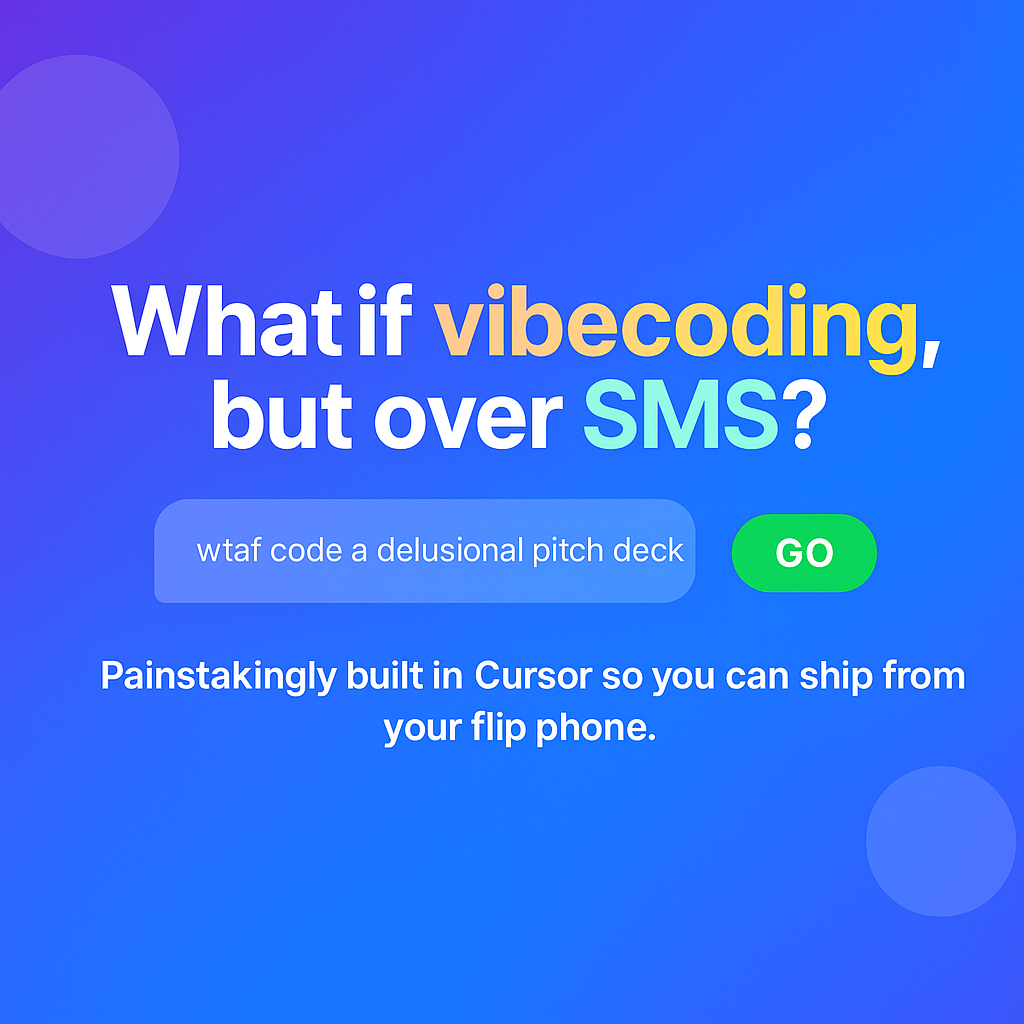 What if vibecoding,
but over SMS?
wtaf code a delusional pitch deck
GO
Painstakingly built in Cursor so you can ship from
your flip phone.